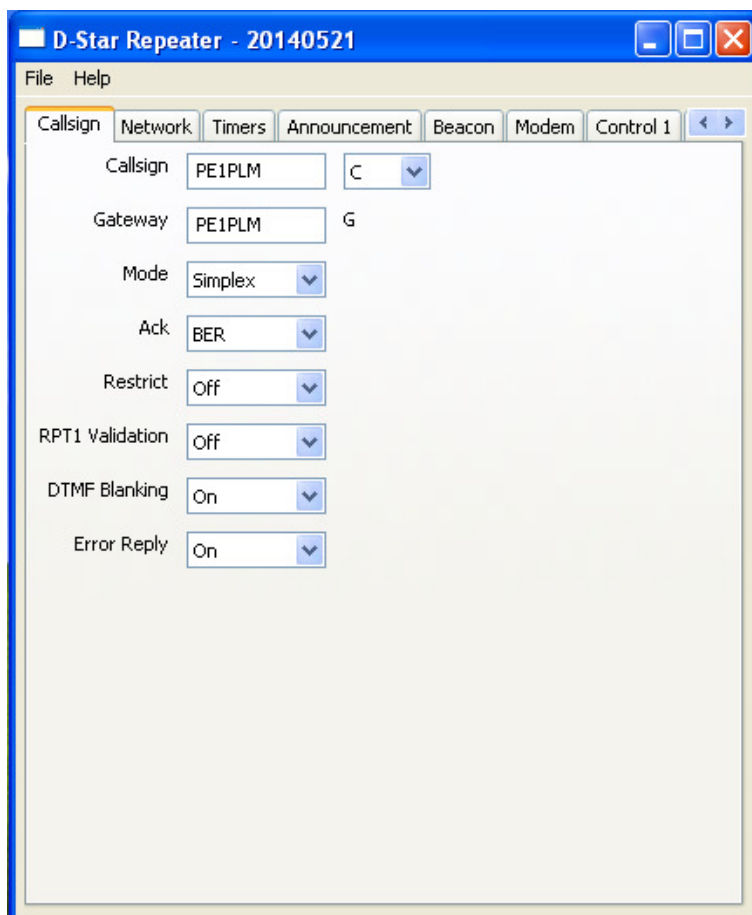 D-Star Repeater - 20140521
File Help
Callsign Network Timers Announcement Beacon Modem Control 1
Callsign PE1PLM C
Gateway PE1PLM G
Mode Simplex
Ack BER
Restrict Off
RPT1 Validation Off
DTMF Blanking On
Error Reply On